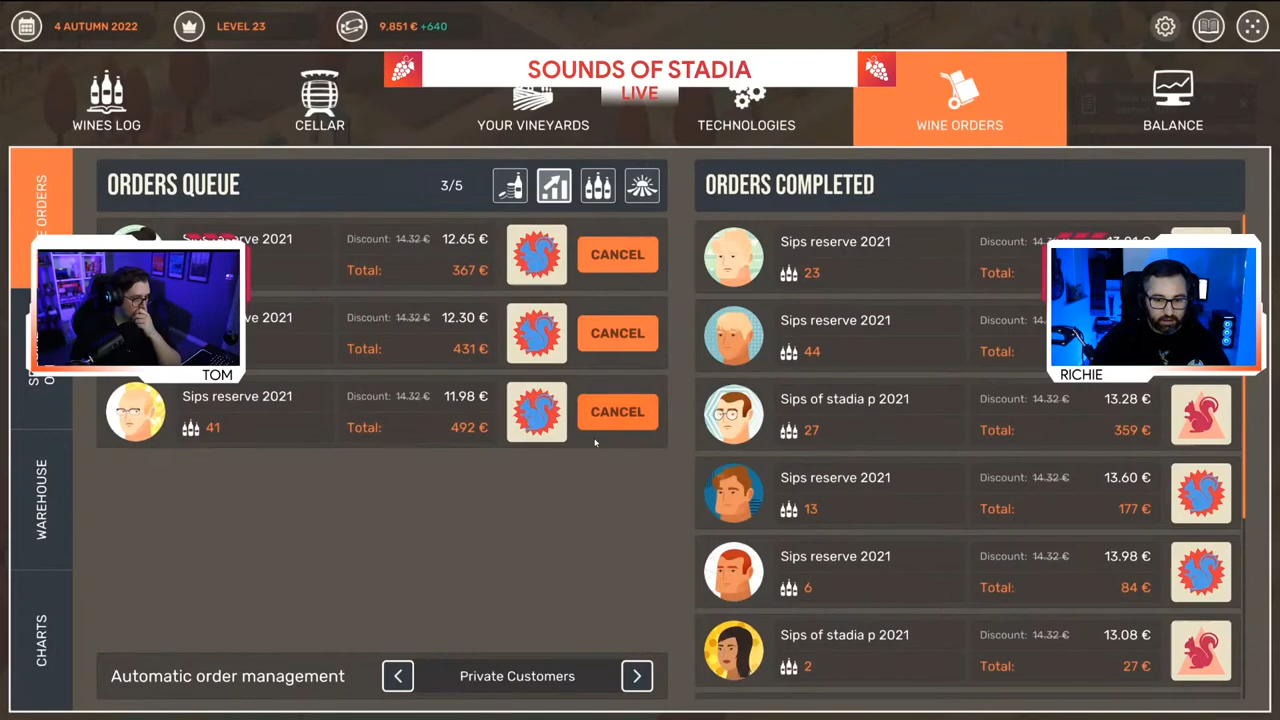 4 AUTUMN 2022
LEVEL 23
9,851 € +640
SOUNDS OF STADIA
LIVE
WINES LOG
CELLAR
YOUR VINEYARDS
TECHNOLOGIES
WINE ORDERS
BALANCE
ORDERS
WAREHOUSE
CHARTS
ORDERS QUEUE
3/5
Sips reserve 2021
Discount: 14.32 € 12.65 €
Total: 367 €
CANCEL
2021
Discount: 14.32 € 12.30 €
Total: 431 €
CANCEL
Sips reserve 2021
41
Discount: 14.32 € 11.98 €
Total: 492 €
CANCEL
Automatic order management
Private Customers
ORDERS COMPLETED
Sips reserve 2021
23
Discount:
Total:
Sips reserve 2021
44
Discount:
Total:
Sips of stadia p 2021
27
Discount: 14.32 € 13.28 €
Total: 359 €
Sips reserve 2021
13
Discount: 14.32 € 13.60 €
Total: 177 €
Sips reserve 2021
6
Discount: 14.32 € 13.98 €
Total: 84 €
Sips of stadia p 2021
2
Discount: 14.32 € 13.08 €
Total: 27 €
TOM
RICHIE